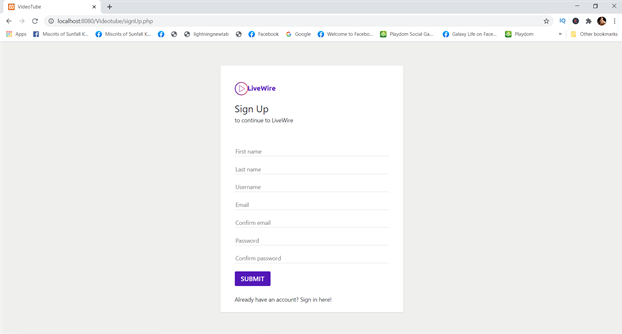 VideoTube
localhost:8080/Videotube/signUp.php
Apps Miscrits of Sunfall K... Miscrits of Sunfall K... lightningnewtab Facebook Google Welcome to Facebo... Playdom Social Ga... Galaxy Life on Face... Playdom » Other bookmarks
LiveWire
Sign Up
to continue to LiveWire
First name
Last name
Username
Email
Confirm email
Password
Confirm password
SUBMIT
Already have an account? Sign in here!